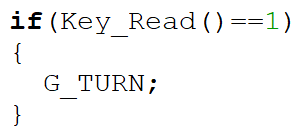 if(Key_Read()==1)
{
  G_TURN;
}